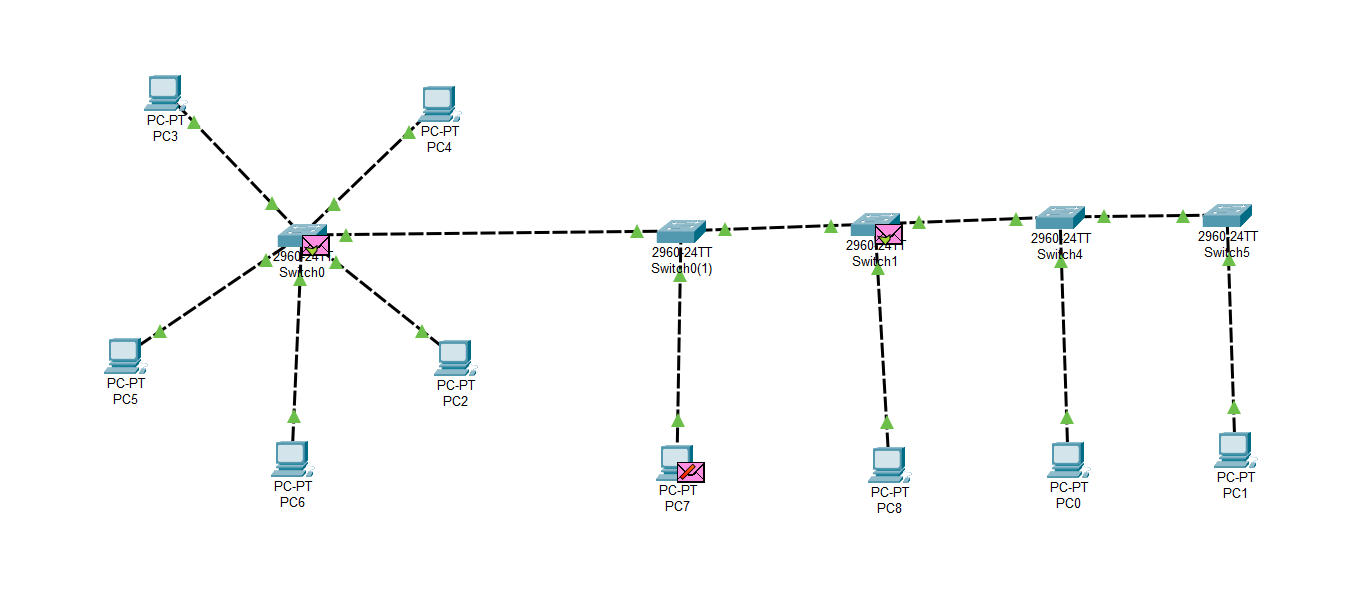 PC-PT
PC3
PC-PT
PC4
2960-24TT
Switch0
2960-24TT
Switch0(1)
2960-24TT
Switch1
2960-24TT
Switch4
2960-24TT
Switch5
PC-PT
PC5
PC-PT
PC2
PC-PT
PC6
PC-PT
PC7
PC-PT
PC8
PC-PT
PC0
PC-PT
PC1